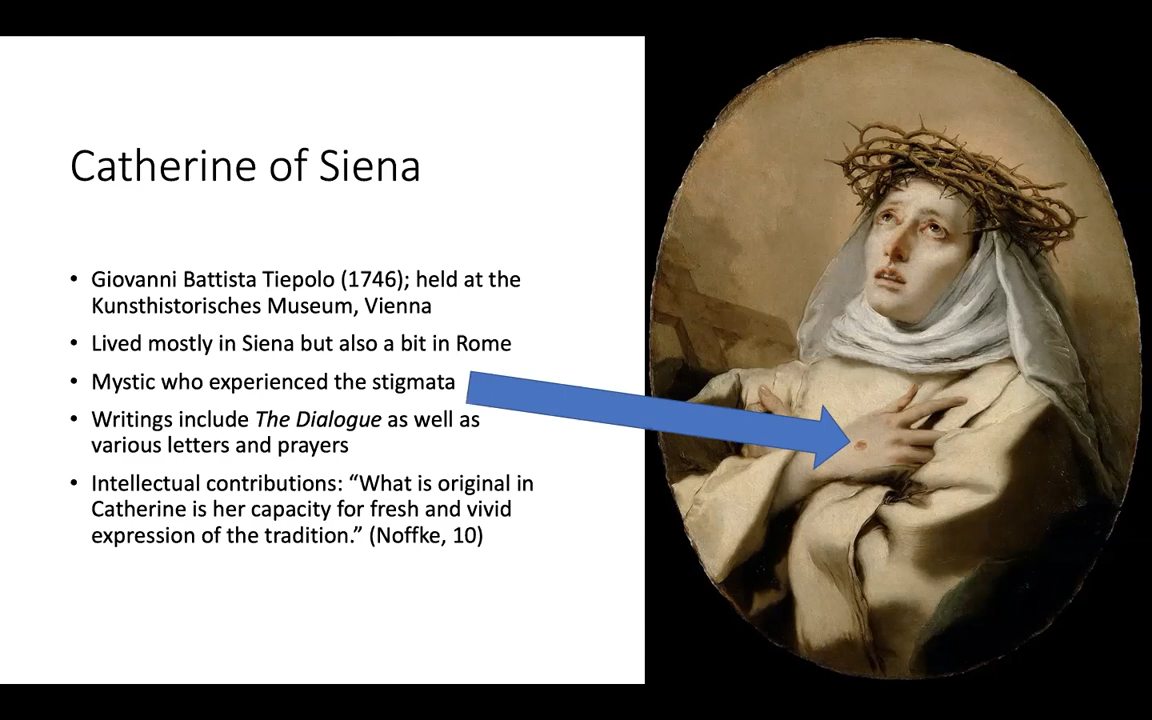 Catherine of Siena
• Giovanni Battista Tiepolo (1746); held at the
Kunsthistorisches Museum, Vienna
• Lived mostly in Siena but also a bit in Rome
• Mystic who experienced the stigmata
• Writings include The Dialogue as well as
various letters and prayers
• Intellectual contributions: “What is original in
Catherine is her capacity for fresh and vivid
expression of the tradition.” (Noffke, 10)